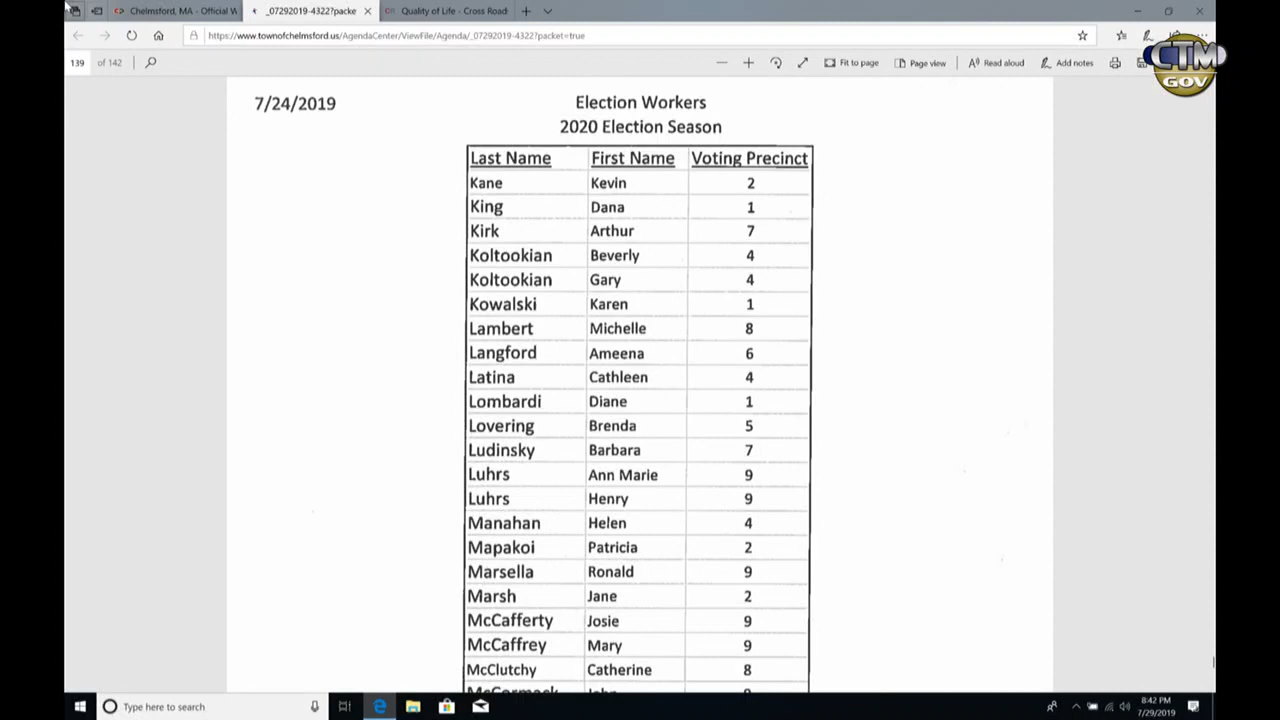 Chelmsford, MA - Official W
_07292019-4322?packe
Quality of Life - Cross Road
https://www.townofchelmsford.us/AgendaCenter/ViewFile/Agenda/_07292019-4322?packet=true
139 of 142
Fit to page
Page view
Read aloud
Add notes
CTM
GOV
7/24/2019
Election Workers
2020 Election Season
Last Name First Name Voting Precinct
Kane Kevin 2
King Dana 1
Kirk Arthur 7
Koltookian Beverly 4
Koltookian Gary 4
Kowalski Karen 1
Lambert Michelle 8
Langford Ameena 6
Latina Cathleen 4
Lombardi Diane 1
Lovering Brenda 5
Ludinsky Barbara 7
Luhrs Ann Marie 9
Luhrs Henry 9
Manahan Helen 4
Mapakoi Patricia 2
Marsella Ronald 9
Marsh Jane 2
McCafferty Josie 9
McCaffrey Mary 9
McClutchy Catherine 8
Type here to search
8:42 PM
7/29/2019